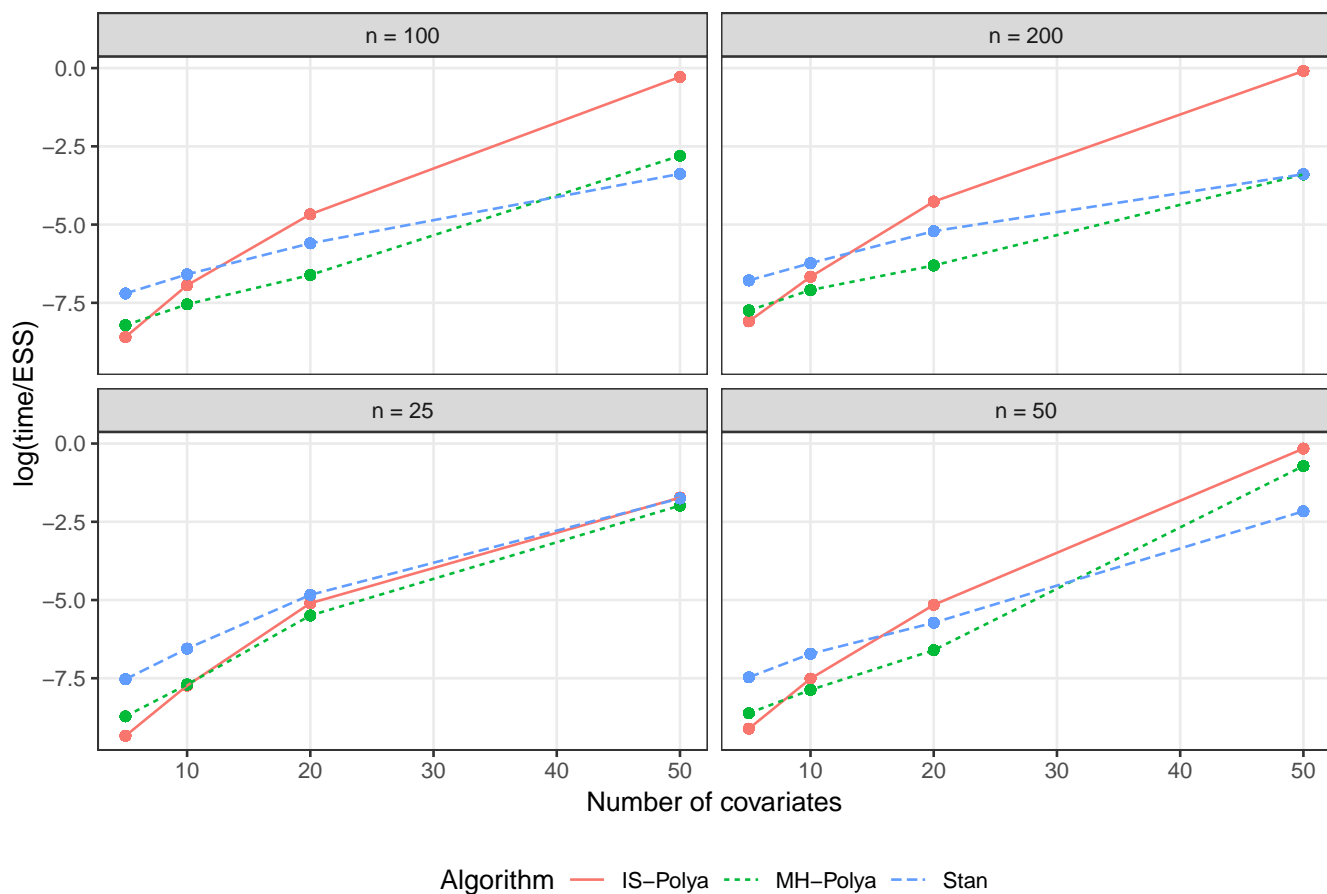 n = 100
n = 200
0.0
−2.5
−5.0
−7.5
n = 25
n = 50
0.0
−2.5
−5.0
−7.5
log(time/ESS)
10 20 30 40 50
10 20 30 40 50
Number of covariates
Algorithm IS−Polya MH−Polya Stan